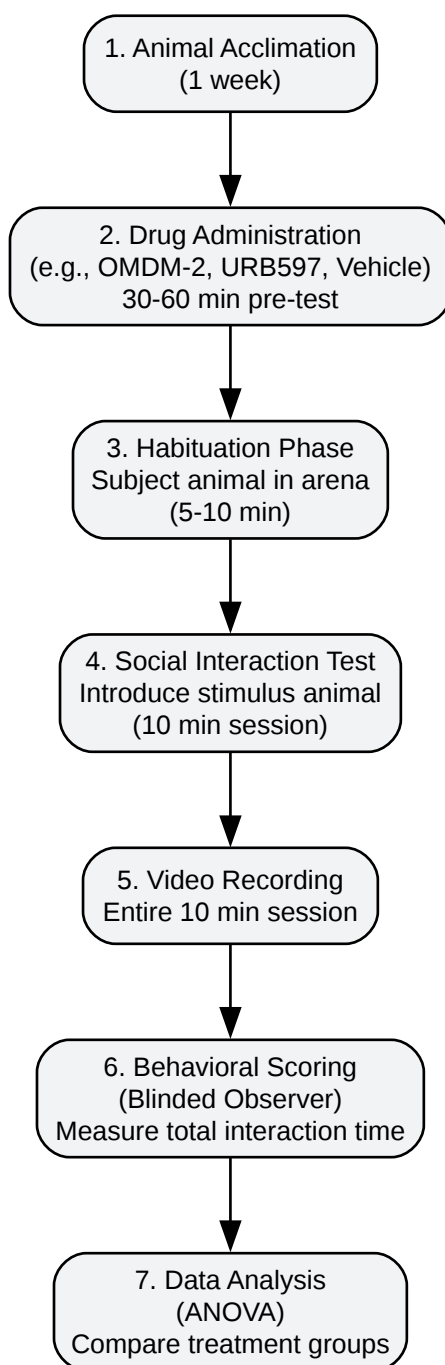 1. Animal Acclimation
(1 week)
2. Drug Administration
(e.g., OMDM-2, URB597, Vehicle)
30-60 min pre-test
3. Habituation Phase
Subject animal in arena
(5-10 min)
4. Social Interaction Test
Introduce stimulus animal
(10 min session)
5. Video Recording
Entire 10 min session
6. Behavioral Scoring
(Blinded Observer)
Measure total interaction time
7. Data Analysis
(ANOVA)
Compare treatment groups